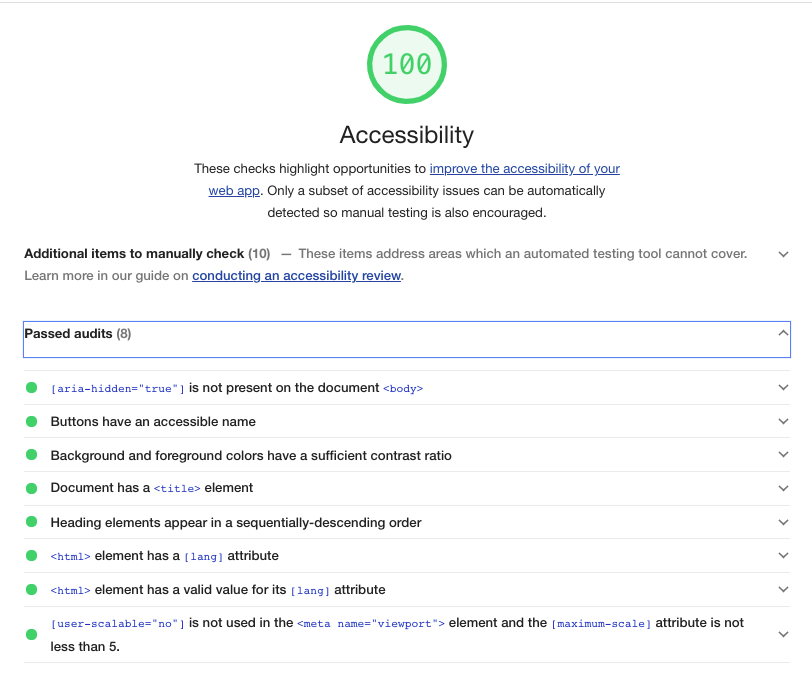 100
Accessibility
These checks highlight opportunities to improve the accessibility of your
web app. Only a subset of accessibility issues can be automatically
detected so manual testing is also encouraged.
Additional items to manually check (10) — These items address areas which an automated testing tool cannot cover.
Learn more in our guide on conducting an accessibility review.
Passed audits (8)
[aria-hidden="true"] is not present on the document <body>
Buttons have an accessible name
Background and foreground colors have a sufficient contrast ratio
Document has a <title> element
Heading elements appear in a sequentially-descending order
<html> element has a [lang] attribute
<html> element has a valid value for its [lang] attribute
[user-scalable="no"] is not used in the <meta name="viewport"> element and the [maximum-scale] attribute is not
less than 5.